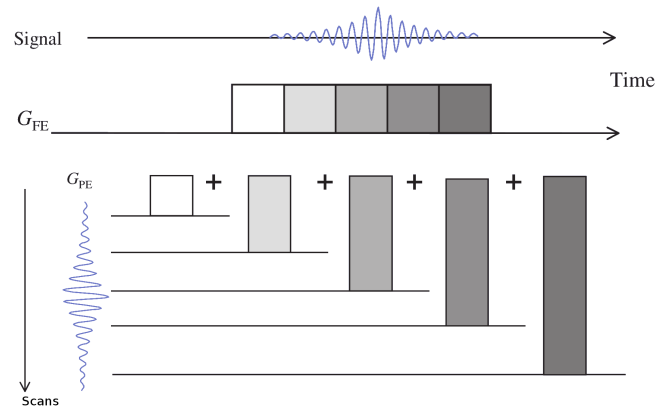 Signal
Time
G_FE
G_PE
+ + + +
Scans